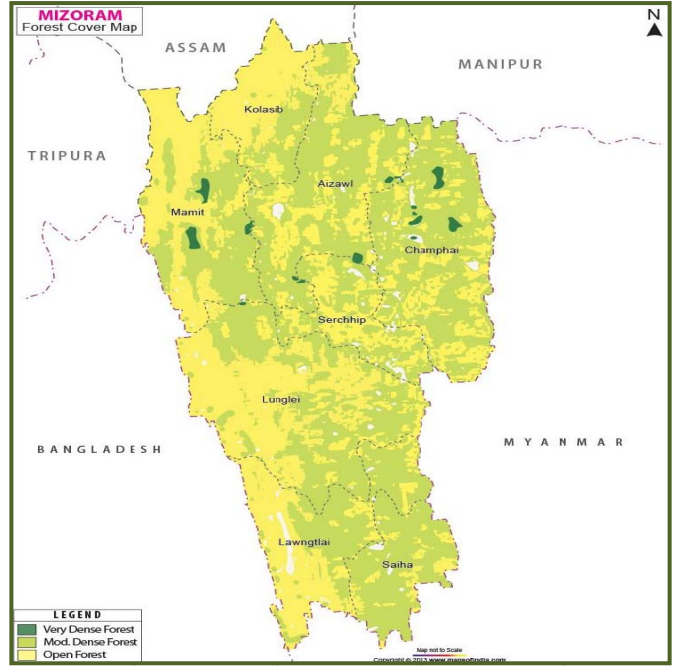 MIZORAM
Forest Cover Map
N
ASSAM
MANIPUR
Kolasib
TRIPURA
Aizawl
Mamit
Champhai
Serchhip
Lunglei
BANGLADESH
MYANMAR
Lawngtlai
Saiha
LEGEND
Very Dense Forest
Mod. Dense Forest
Open Forest
Map not to Scale
Copyright © 2013 www.mapsofindia.com